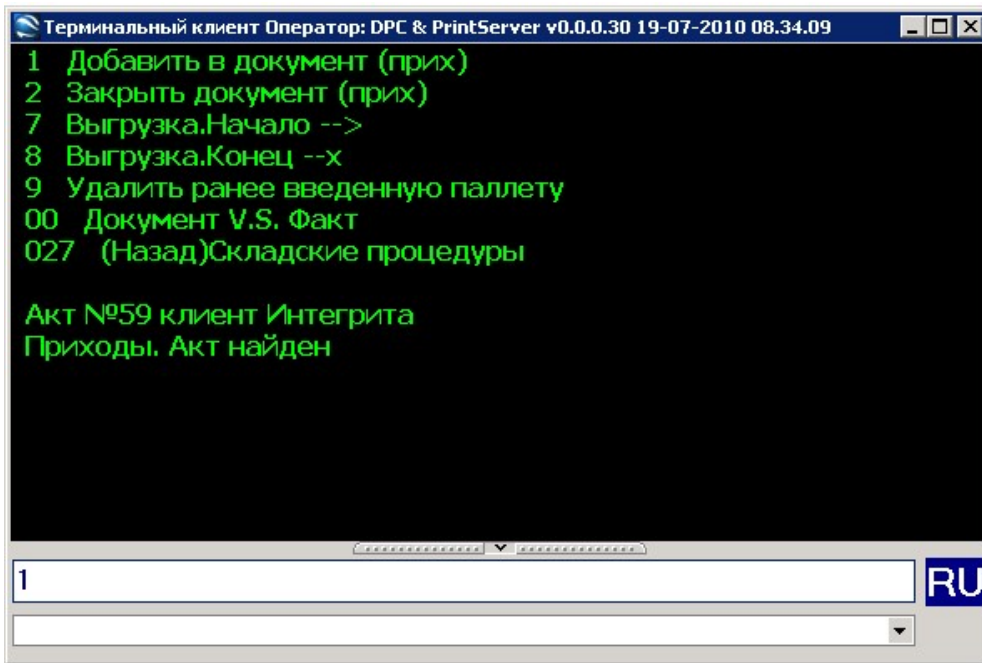 Терминальный клиент Оператор: DPC & PrintServer v0.0.0.30 19-07-2010 08.34.09
1 Добавить в документ (прих)
2 Закрыть документ (прих)
7 Выгрузка.Начало -->
8 Выгрузка.Конец --x
9 Удалить ранее введенную паллету
00 Документ V.S. Факт
027 (Назад)Складские процедуры
Акт №59 клиент Интегрита
Приходы. Акт найден
1
RU